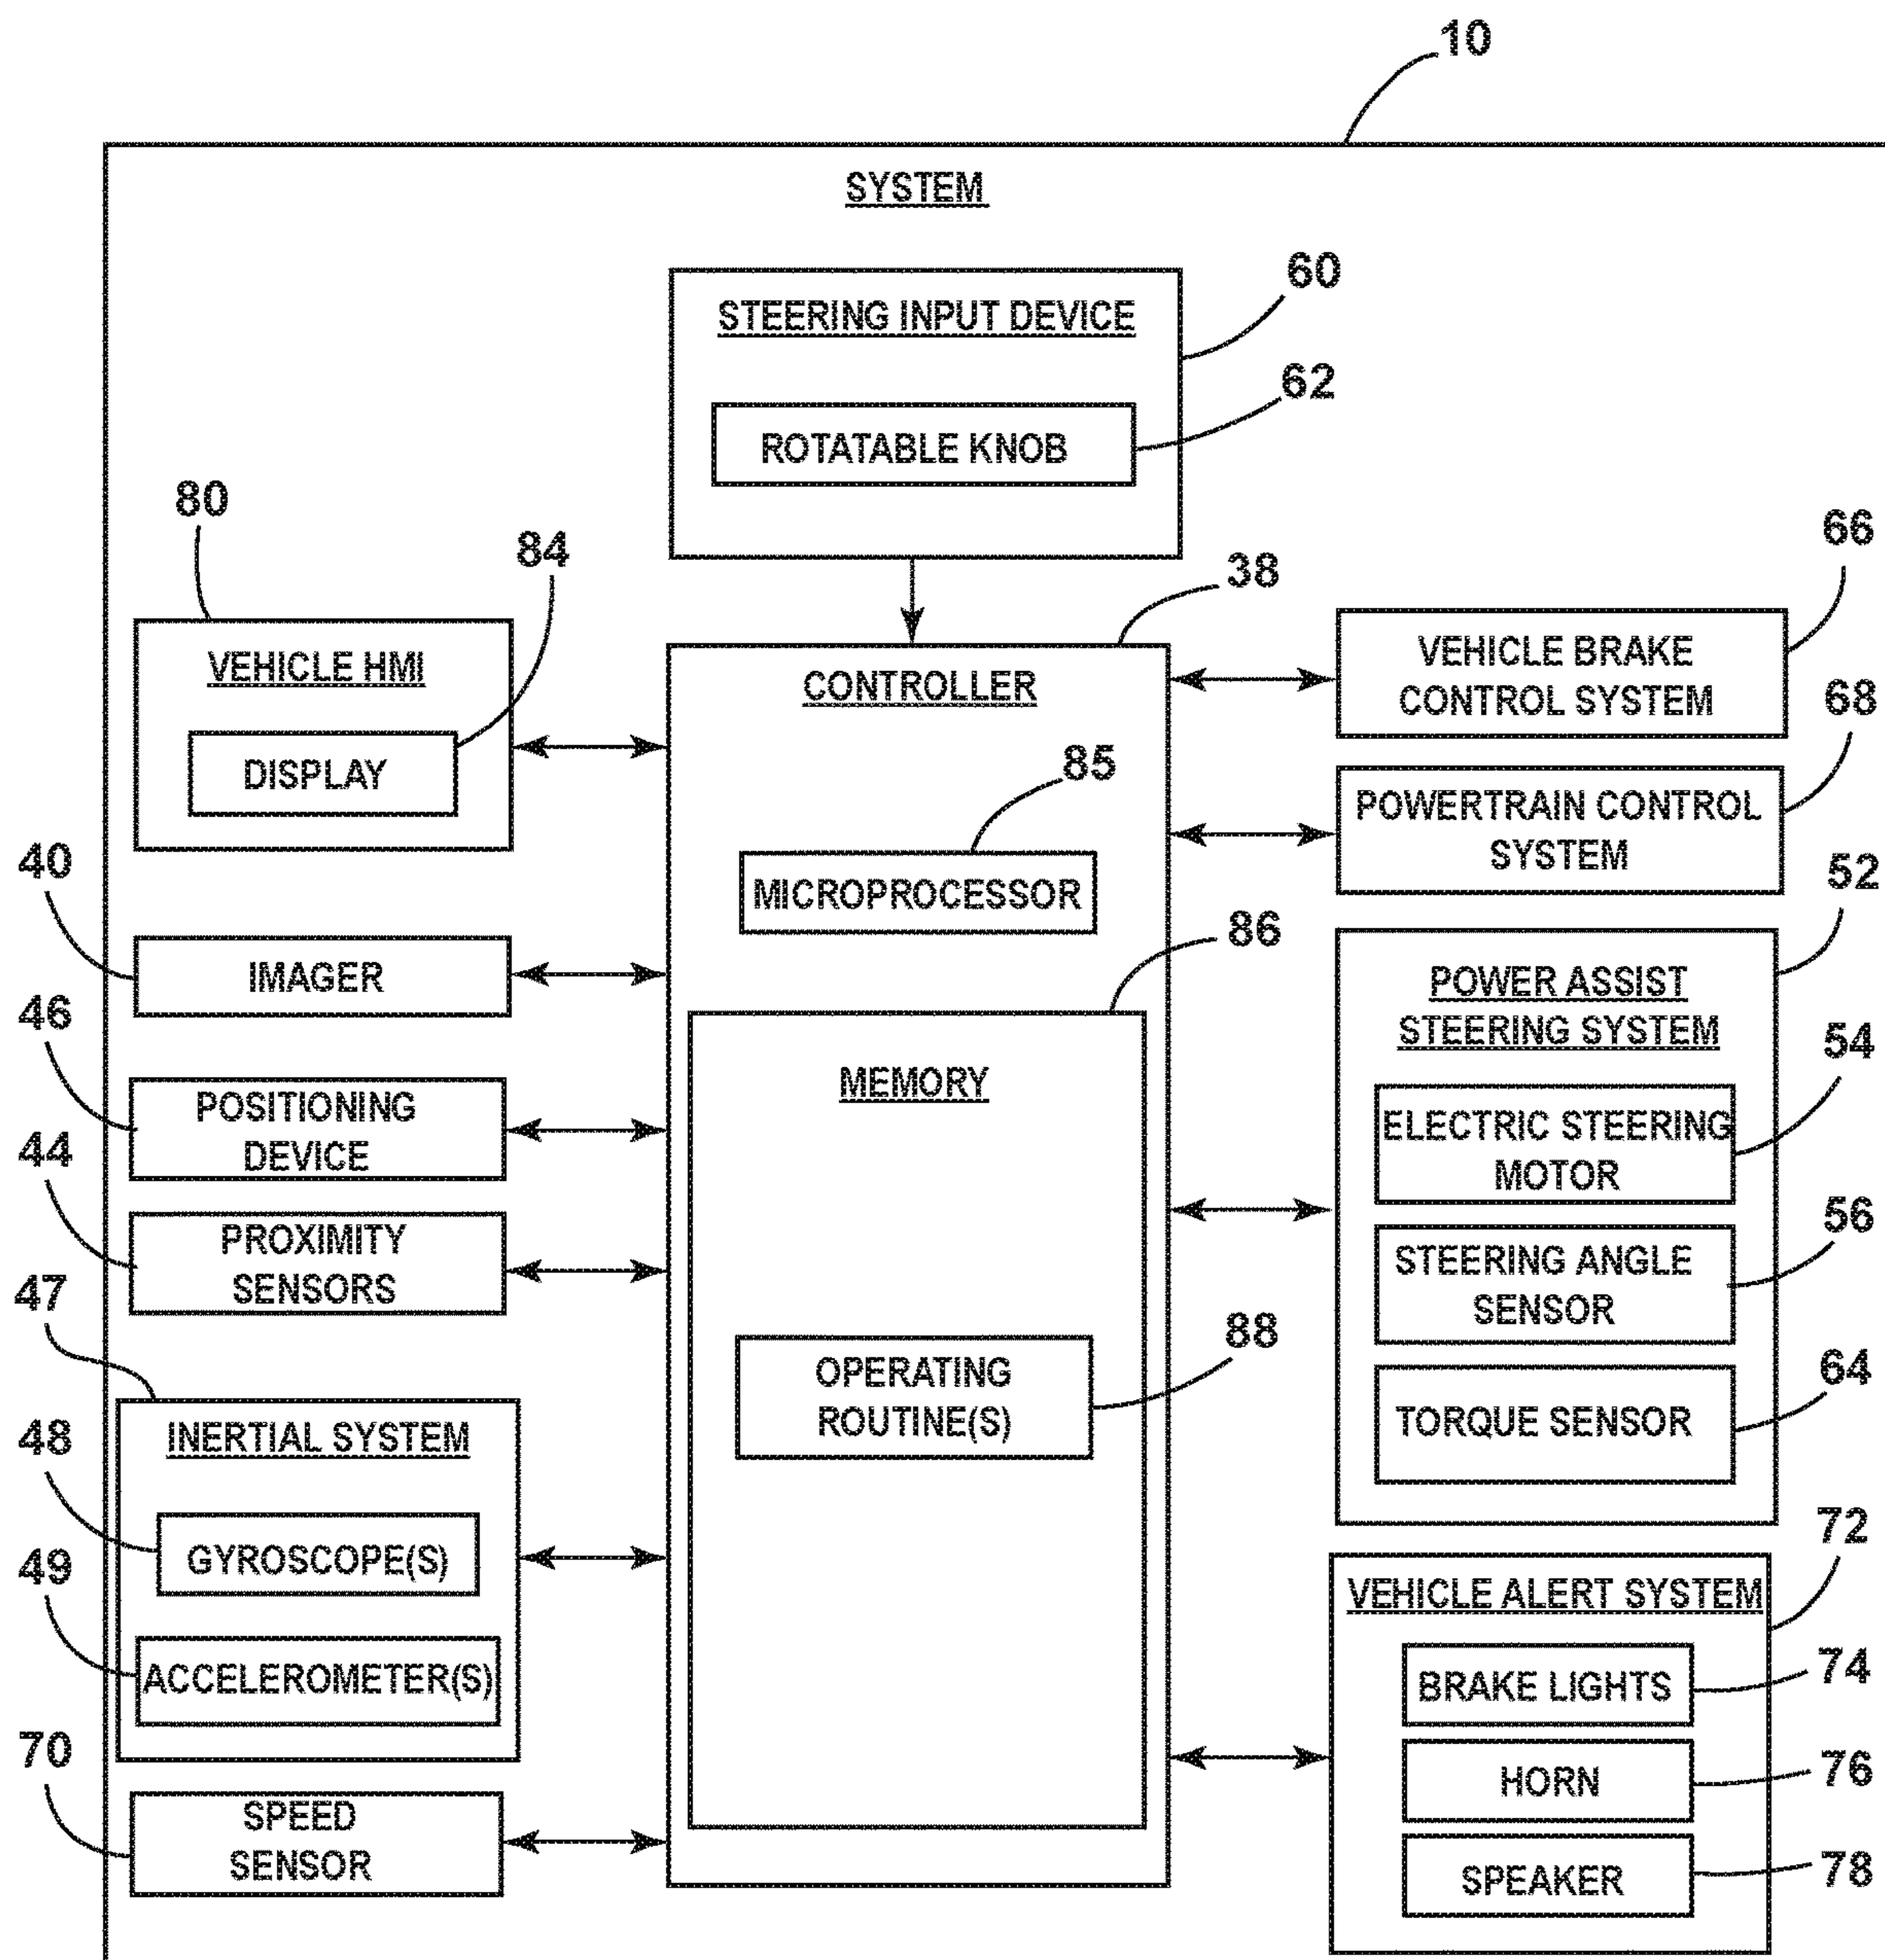 10
SYSTEM
60
STEERING INPUT DEVICE
62
ROTATABLE KNOB
80
84
VEHICLE HMI
DISPLAY
38
CONTROLLER
66
VEHICLE BRAKE
CONTROL SYSTEM
68
POWERTRAIN CONTROL
SYSTEM
85
MICROPROCESSOR
40
IMAGER
86
MEMORY
52
POWER ASSIST
STEERING SYSTEM
54
ELECTRIC STEERING
MOTOR
46
POSITIONING
DEVICE
44
PROXIMITY
SENSORS
56
STEERING ANGLE
SENSOR
88
OPERATING
ROUTINE(S)
64
TORQUE SENSOR
47
INERTIAL SYSTEM
48
GYROSCOPE(S)
49
ACCELEROMETER(S)
72
VEHICLE ALERT SYSTEM
74
BRAKE LIGHTS
76
HORN
78
SPEAKER
70
SPEED
SENSOR